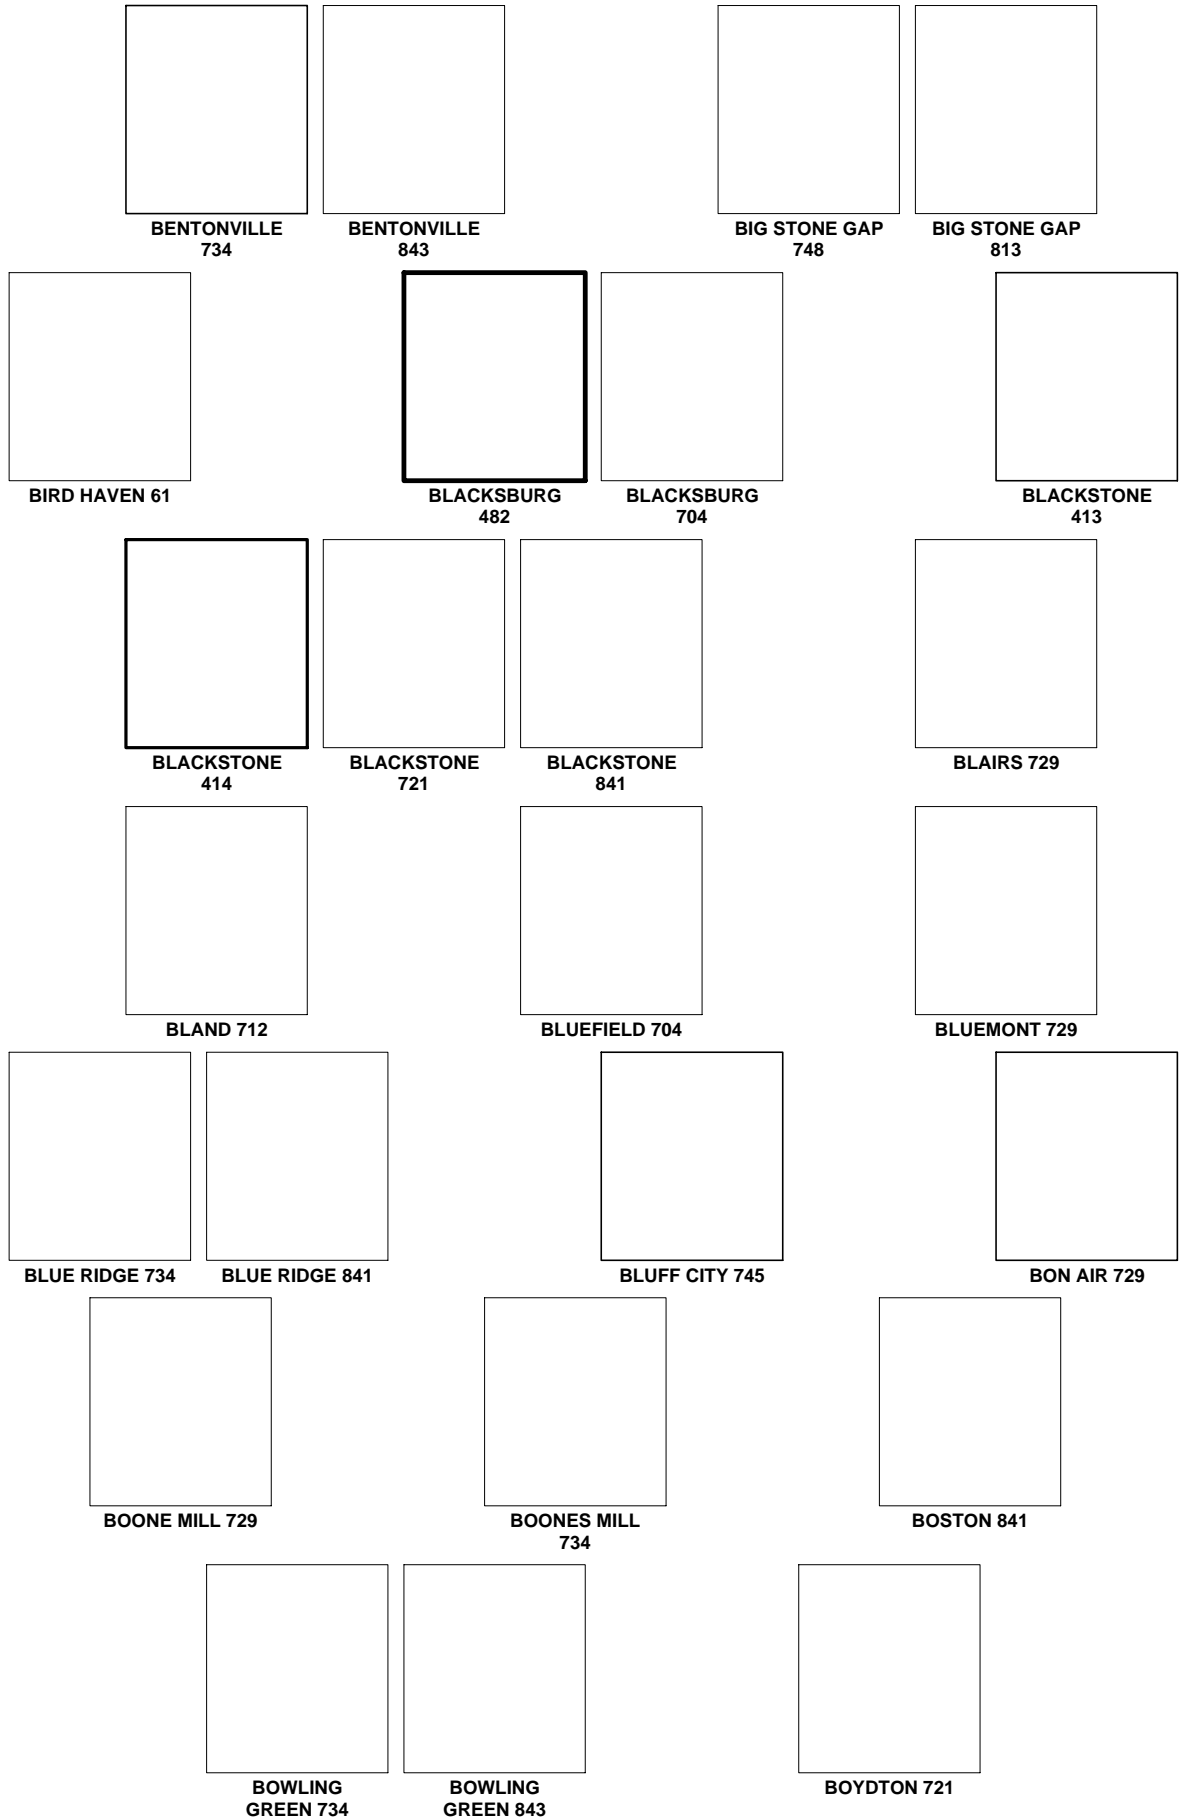 BENTONVILLE
734
BENTONVILLE
843
BIG STONE GAP
748
BIG STONE GAP
813
BIRD HAVEN 61
BLACKSBURG
482
BLACKSBURG
704
BLACKSTONE
413
BLACKSTONE
414
BLACKSTONE
721
BLACKSTONE
841
BLAIRS 729
BLAND 712
BLUEFIELD 704
BLUEMONT 729
BLUE RIDGE 734
BLUE RIDGE 841
BLUFF CITY 745
BON AIR 729
BOONE MILL 729
BOONES MILL
734
BOSTON 841
BOWLING
GREEN 734
BOWLING
GREEN 843
BOYDTON 721